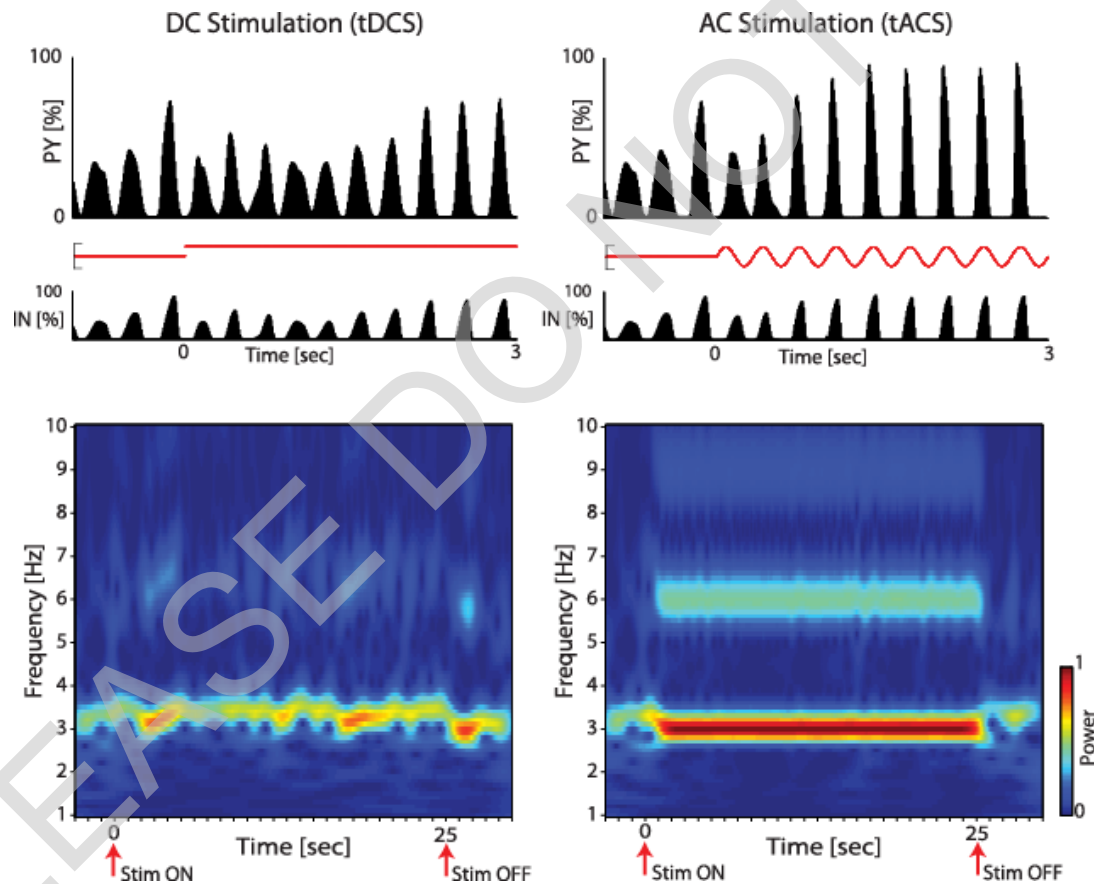 DC Stimulation (tDCS)
100
PY [%]
0
100
IN [%]
0
Time [sec]
3
AC Stimulation (tACS)
100
PY [%]
0
100
IN [%]
0
Time [sec]
3
10
9
8
7
6
5
4
3
2
1
Frequency [Hz]
0
Time [sec]
25
Stim ON
Stim OFF
10
9
8
7
6
5
4
3
2
1
Frequency [Hz]
0
Time [sec]
25
Stim ON
Stim OFF
1
Power
0
EASE DO NOT